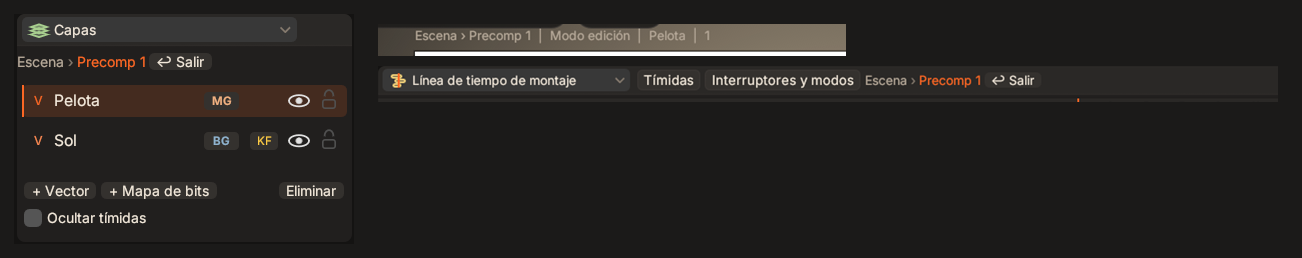 Capas
Escena › Precomp 1 ↩ Salir
V Pelota MG
V Sol BG KF
+ Vector + Mapa de bits Eliminar
Ocultar tímidas
Escena › Precomp 1 | Modo edición | Pelota | 1
Línea de tiempo de montaje Tímidas Interruptores y modos Escena › Precomp 1 ↩ Salir